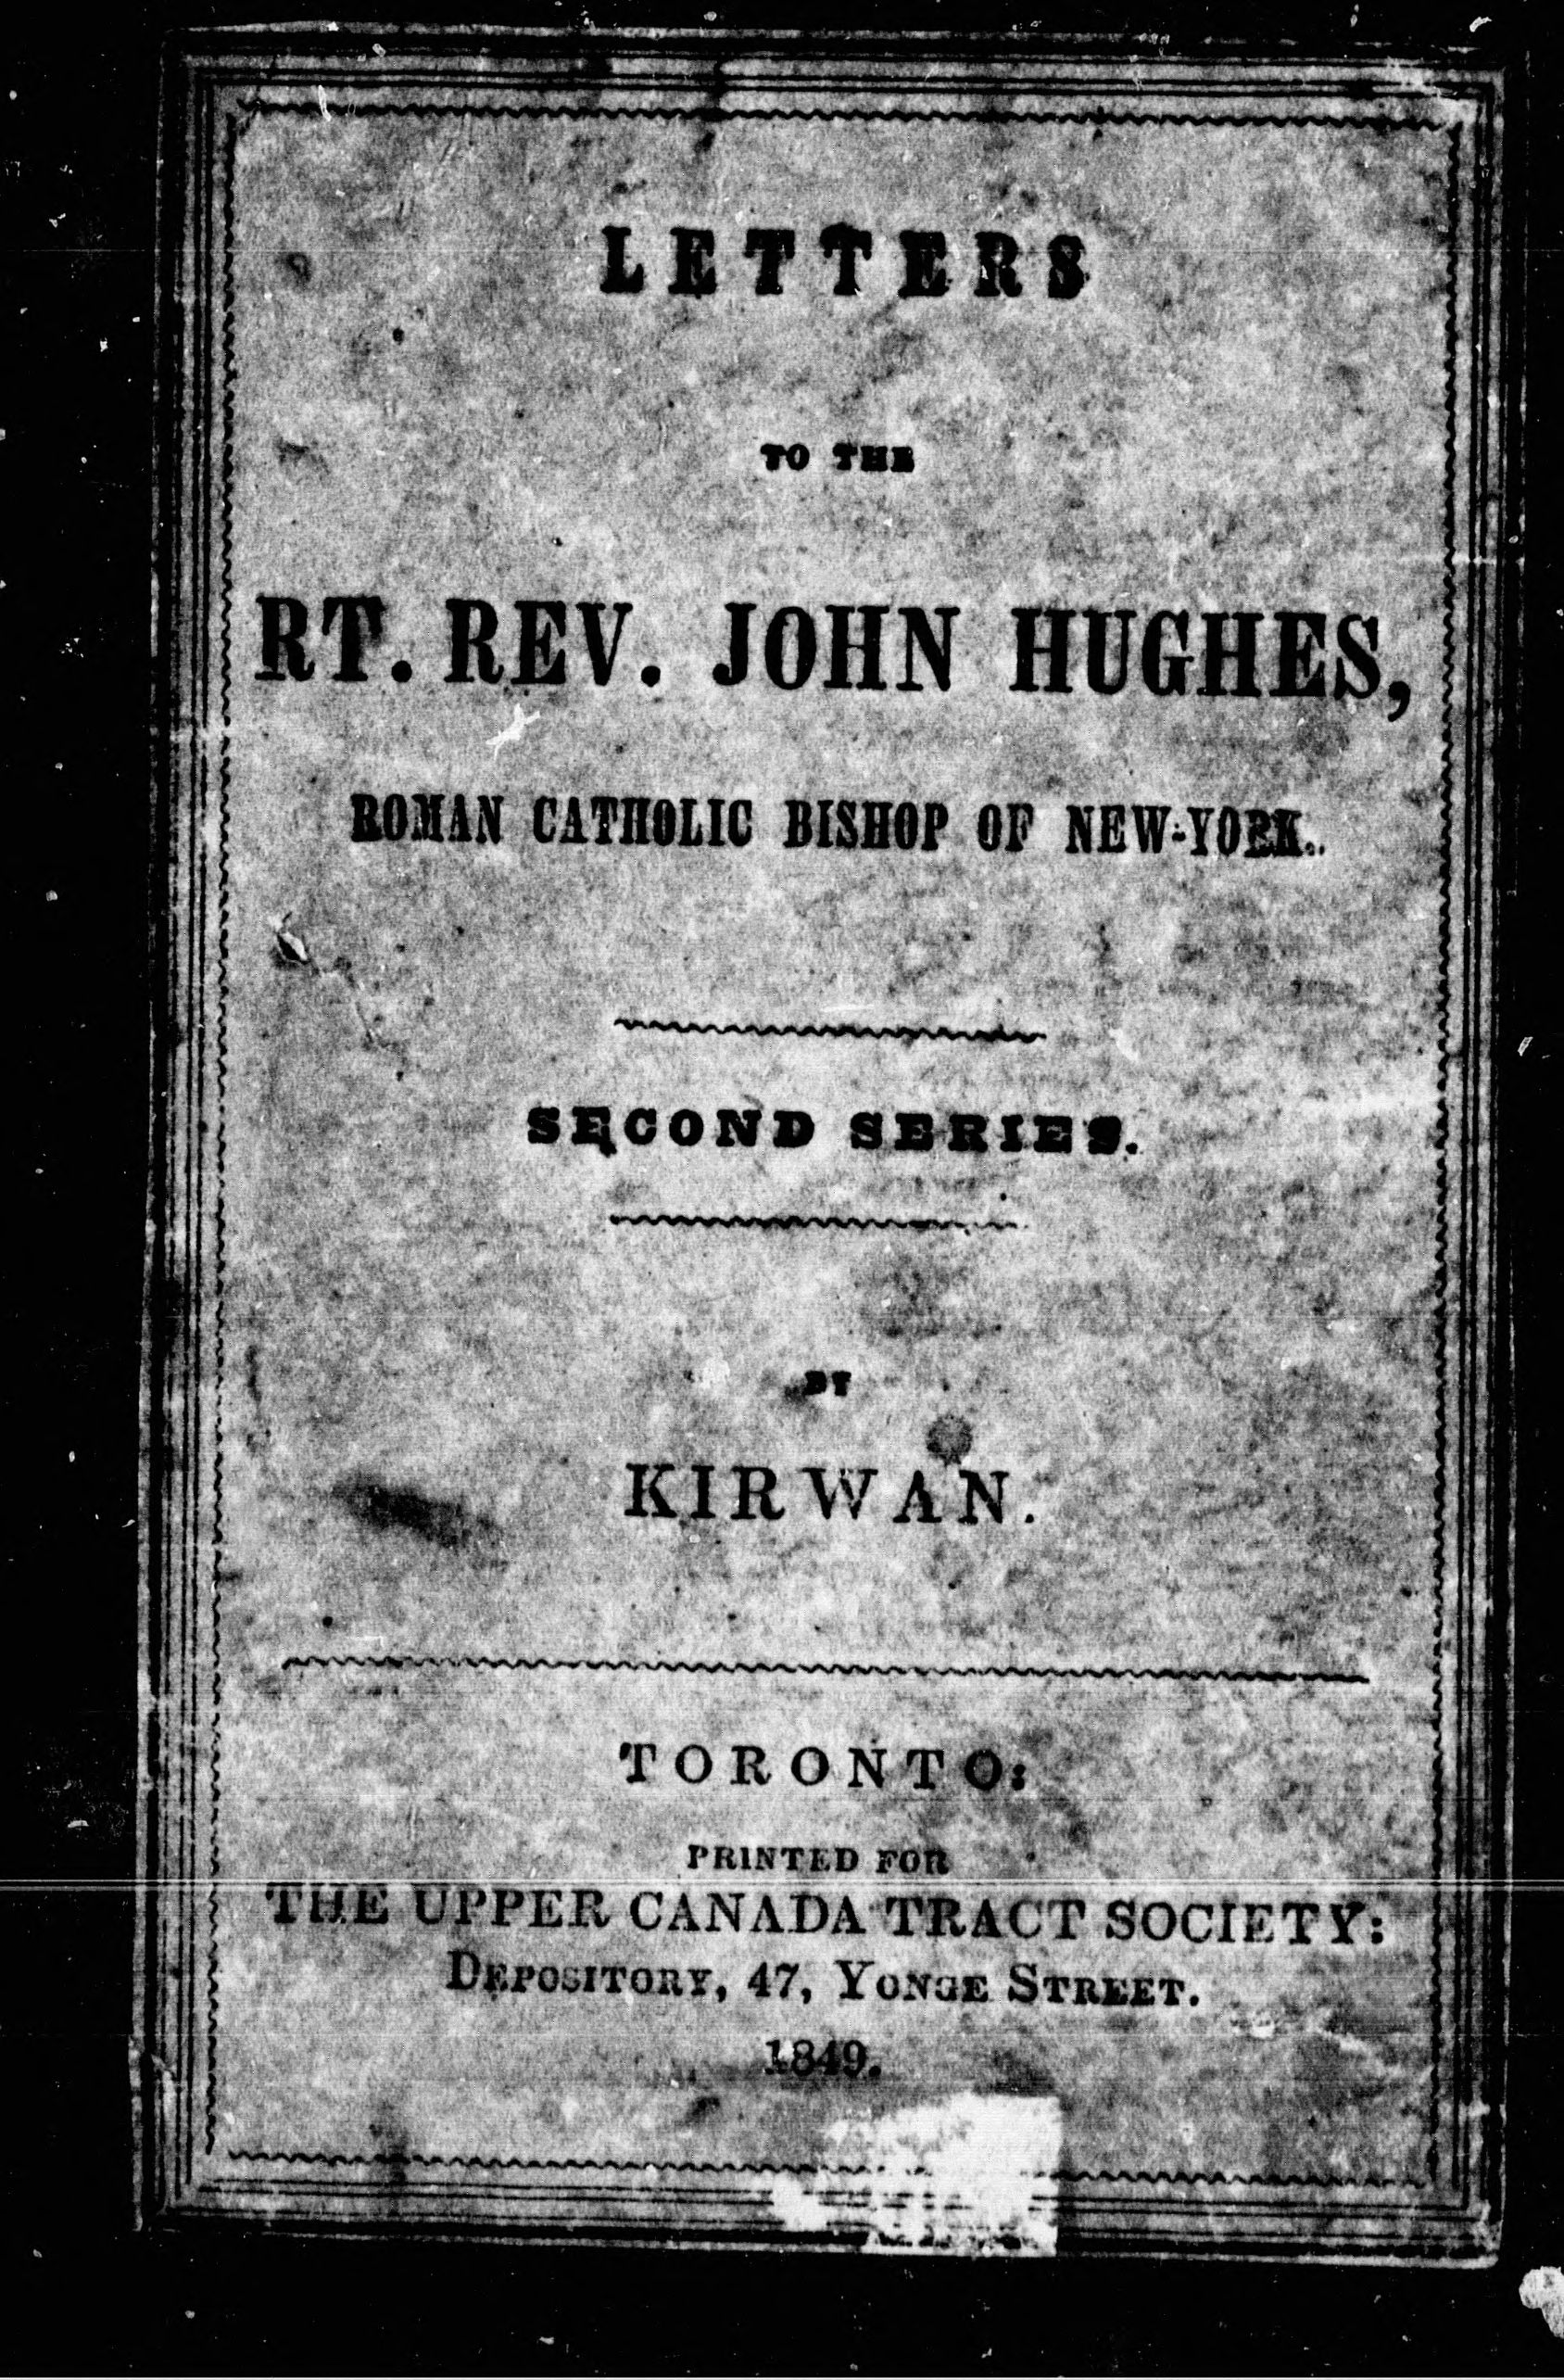 LETTERS
TO THE
RT. REV. JOHN HUGHES,
ROMAN CATHOLIC BISHOP OF NEW-YORK.
SECOND SERIES.
BY
KIRWAN.
TORONTO:
PRINTED FOR
THE UPPER CANADA TRACT SOCIETY:
DEPOSITORY, 47, YONGE STREET.
1849.